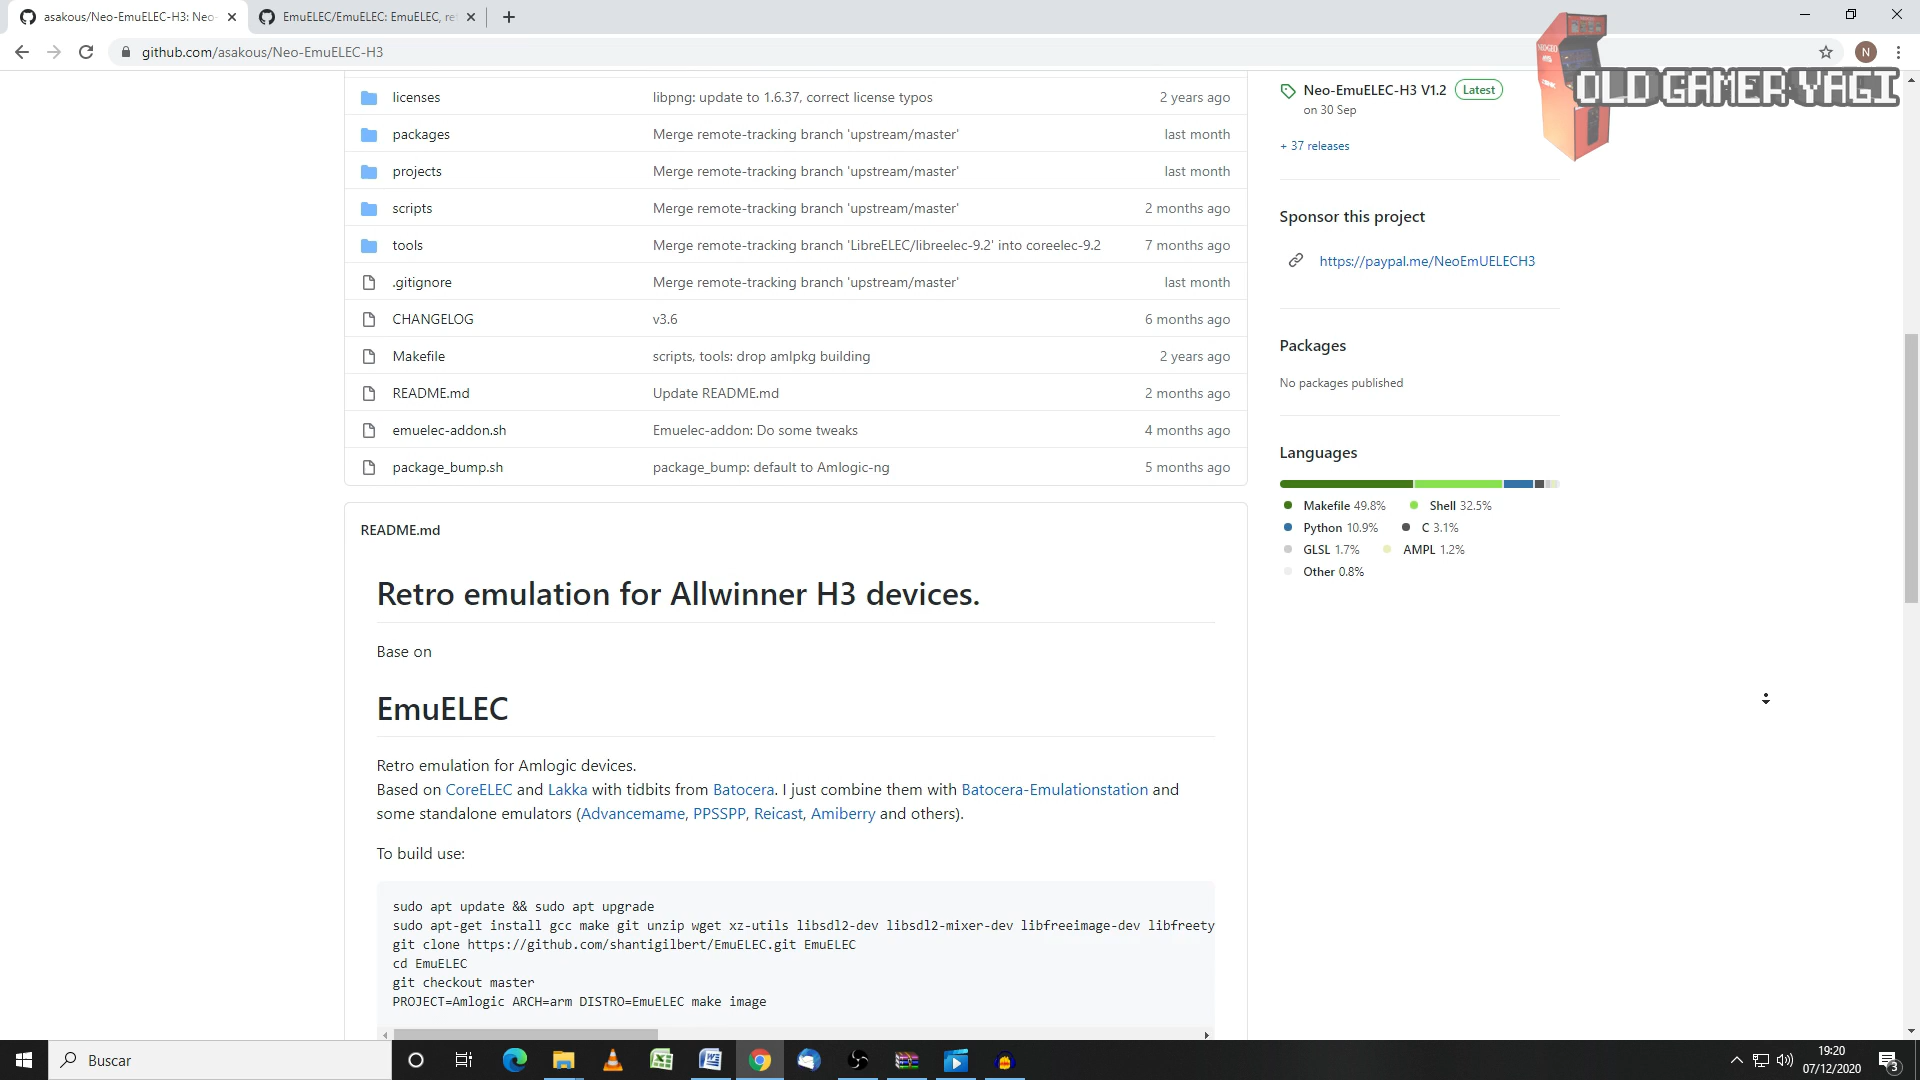 asakous/Neo-EmuELEC-H3: Neo-
EmuELEC/EmuELEC: EmuELEC, ret
github.com/asakous/Neo-EmuELEC-H3
N
OLD GAMER YAGI
licenses libpng: update to 1.6.37, correct license typos 2 years ago
packages Merge remote-tracking branch 'upstream/master' last month
projects Merge remote-tracking branch 'upstream/master' last month
scripts Merge remote-tracking branch 'upstream/master' 2 months ago
tools Merge remote-tracking branch 'LibreELEC/libreelec-9.2' into coreelec-9.2 7 months ago
.gitignore Merge remote-tracking branch 'upstream/master' last month
CHANGELOG v3.6 6 months ago
Makefile scripts, tools: drop amlpkg building 2 years ago
README.md Update README.md 2 months ago
emuelec-addon.sh Emuelec-addon: Do some tweaks 4 months ago
package_bump.sh package_bump: default to Amlogic-ng 5 months ago
README.md
Retro emulation for Allwinner H3 devices.
Base on
EmuELEC
Retro emulation for Amlogic devices.
Based on CoreELEC and Lakka with tidbits from Batocera. I just combine them with Batocera-Emulationstation and
some standalone emulators (Advancemame, PPSSPP, Reicast, Amiberry and others).
To build use:
sudo apt update && sudo apt upgrade
sudo apt-get install gcc make git unzip wget xz-utils libsdl2-dev libsdl2-mixer-dev libfreeimage-dev libfreety
git clone https://github.com/shantigilbert/EmuELEC.git EmuELEC
cd EmuELEC
git checkout master
PROJECT=Amlogic ARCH=arm DISTRO=EmuELEC make image
Neo-EmuELEC-H3 V1.2 Latest
on 30 Sep
+ 37 releases
Sponsor this project
https://paypal.me/NeoEmUELECH3
Packages
No packages published
Languages
Makefile 49.8% Shell 32.5%
Python 10.9% C 3.1%
GLSL 1.7% AMPL 1.2%
Other 0.8%
Buscar
19:20
07/12/2020
3